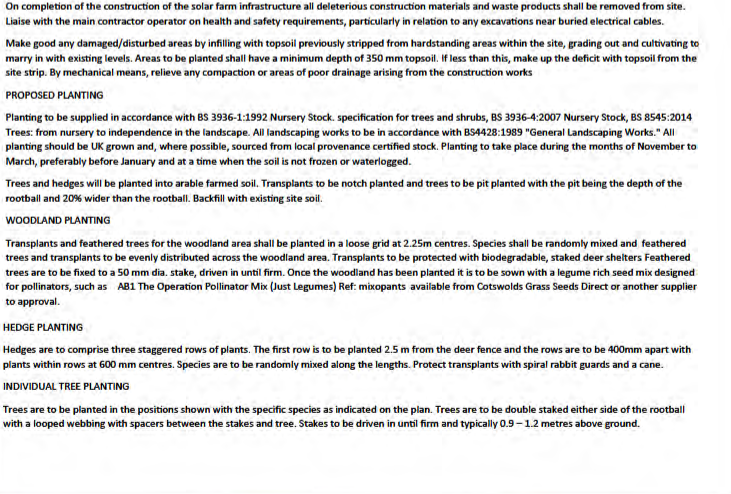 On completion of the construction of the solar farm infrastructure all deleterious construction materials and waste products shall be removed from site.
Liaise with the main contractor operator on health and safety requirements, particularly in relation to any excavations near buried electrical cables.
Make good any damaged/disturbed areas by infilling with topsoil previously stripped from hardstanding areas within the site, grading out and cultivating to
marry in with existing levels. Areas to be planted shall have a minimum depth of 350 mm topsoil. If less than this, make up the deficit with topsoil from the
site strip. By mechanical means, relieve any compaction or areas of poor drainage arising from the construction works
PROPOSED PLANTING
Planting to be supplied in accordance with BS 3936-1:1992 Nursery Stock. specification for trees and shrubs, BS 3936-4:2007 Nursery Stock, BS 8545:2014
Trees: from nursery to independence in the landscape. All landscaping works to be in accordance with BS4428:1989 "General Landscaping Works." All
planting should be UK grown and, where possible, sourced from local provenance certified stock. Planting to take place during the months of November to
March, preferably before January and at a time when the soil is not frozen or waterlogged.
Trees and hedges will be planted into arable farmed soil. Transplants to be notch planted and trees to be pit planted with the pit being the depth of the
rootball and 20% wider than the rootball. Backfill with existing site soil.
WOODLAND PLANTING
Transplants and feathered trees for the woodland area shall be planted in a loose grid at 2.25m centres. Species shall be randomly mixed and feathered
trees and transplants to be evenly distributed across the woodland area. Transplants to be protected with biodegradable, staked deer shelters Feathered
trees are to be fixed to a 50 mm dia. stake, driven in until firm. Once the woodland has been planted it is to be sown with a legume rich seed mix designed
for pollinators, such as AB1 The Operation Pollinator Mix (Just Legumes) Ref: mixopants available from Cotswolds Grass Seeds Direct or another supplier
to approval.
HEDGE PLANTING
Hedges are to comprise three staggered rows of plants. The first row is to be planted 2.5 m from the deer fence and the rows are to be 400mm apart with
plants within rows at 600 mm centres. Species are to be randomly mixed along the lengths. Protect transplants with spiral rabbit guards and a cane.
INDIVIDUAL TREE PLANTING
Trees are to be planted in the positions shown with the specific species as indicated on the plan. Trees are to be double staked either side of the rootball
with a looped webbing with spacers between the stakes and tree. Stakes to be driven in until firm and typically 0.9 – 1.2 metres above ground.